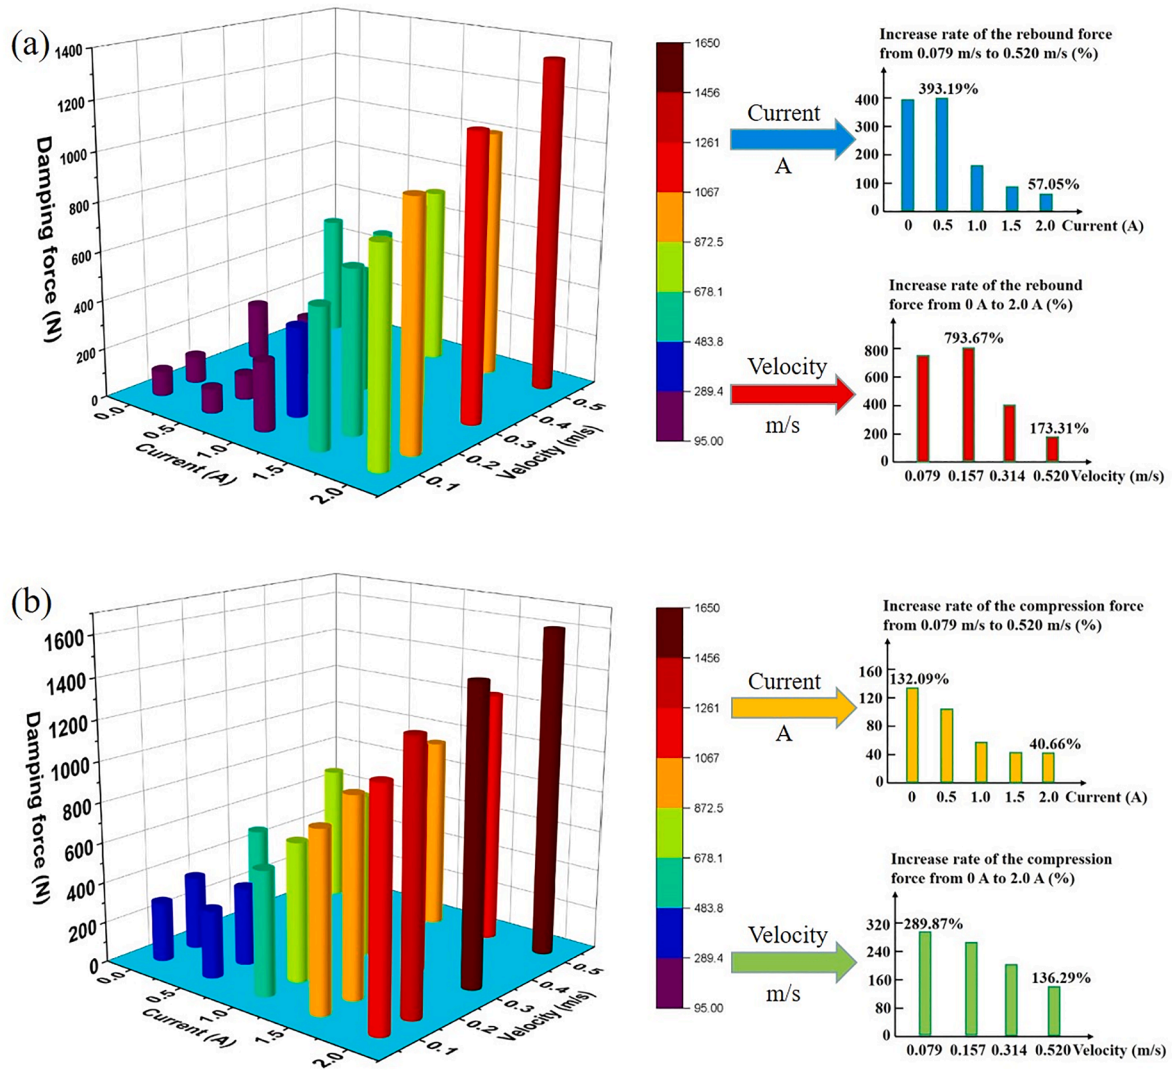 (a)
Damping force (N)
1400
1200
1000
800
600
400
200
0
0.0
0.5
1.0
1.5
2.0
Current (A)
0.1
0.2
0.3
0.4
0.5
Velocity (m/s)
1650
1456
1261
1067
872.5
678.1
483.8
289.4
95.00
Current
A
Velocity
m/s
Increase rate of the rebound force
from 0.079 m/s to 0.520 m/s (%)
393.19%
400
300
200
100
0
57.05%
0 0.5 1.0 1.5 2.0 Current (A)
Increase rate of the rebound
force from 0 A to 2.0 A (%)
793.67%
800
600
400
200
0
173.31%
0.079 0.157 0.314 0.520 Velocity (m/s)
(b)
Damping force (N)
1600
1400
1200
1000
800
600
400
200
0
0.0
0.5
1.0
1.5
2.0
Current (A)
0.1
0.2
0.3
0.4
0.5
Velocity (m/s)
1650
1456
1261
1067
872.5
678.1
483.8
289.4
95.00
Current
A
Velocity
m/s
Increase rate of the compression force
from 0.079 m/s to 0.520 m/s (%)
160
132.09%
120
80
40
0
40.66%
0 0.5 1.0 1.5 2.0 Current (A)
Increase rate of the compression
force from 0 A to 2.0 A (%)
320
289.87%
240
160
80
0
136.29%
0.079 0.157 0.314 0.520 Velocity (m/s)